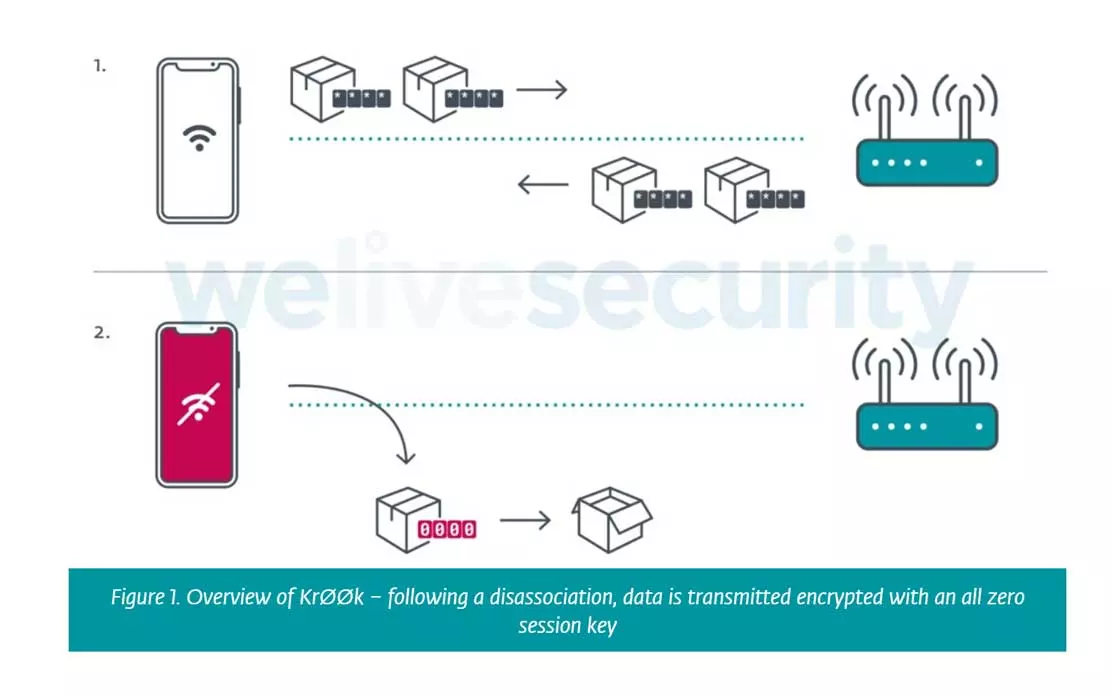 1.
****
****
****
****
welivesecurity
2.
0000
Figure 1. Overview of KrØØk – following a disassociation, data is transmitted encrypted with an all zero
session key